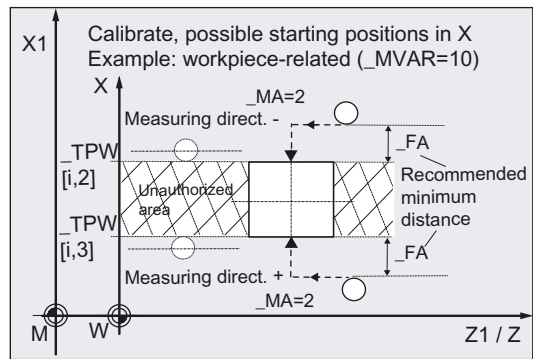 Calibrate, possible starting positions in X
Example: workpiece-related (_MVAR=10)
X1
X
_MA=2
Measuring direct. -
_FA
_TPW
[i,2]
Unauthorized
area
Recommended
minimum
distance
_TPW
[i,3]
_FA
Measuring direct. +
_MA=2
M
W
Z1 / Z